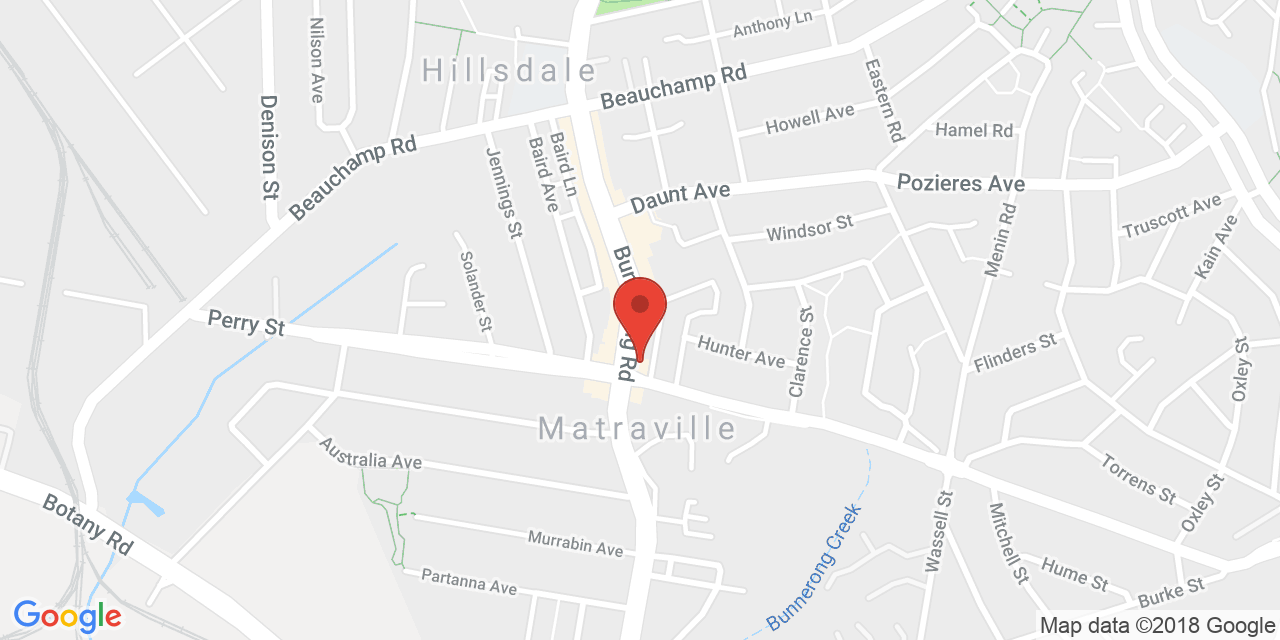 Anthony Ln
Nilson Ave
Hillsdale
Beauchamp Rd
Eastern Rd
Denison St
Howell Ave
Hamel Rd
Beauchamp Rd
Jennings St
Baird Ave
Baird Ln
Daunt Ave
Pozieres Ave
Windsor St
Menin Rd
Truscott Ave
Kain Ave
Solander St
Bun
g Rd
Perry St
Hunter Ave
Clarence St
Flinders St
Oxley St
Matraville
Australia Ave
Torrens St
Oxley St
Botany Rd
Murrabin Ave
Partanna Ave
Bunnerong Creek
Wassell St
Mitchell St
Hume St
Burke St
Google
Map data ©2018 Google